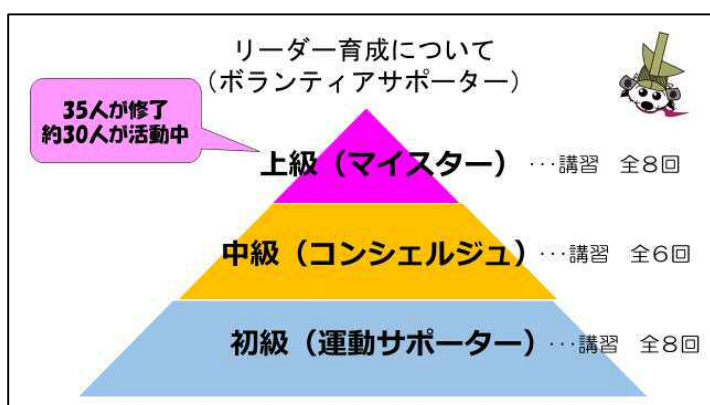 リーダー育成について
（ボランティアサポーター）
35人が修了
約30人が活動中
上級（マイスター）･･･講習　全８回
中級（コンシェルジュ）･･･講習　全６回
初級（運動サポーター）･･･講習　全８回